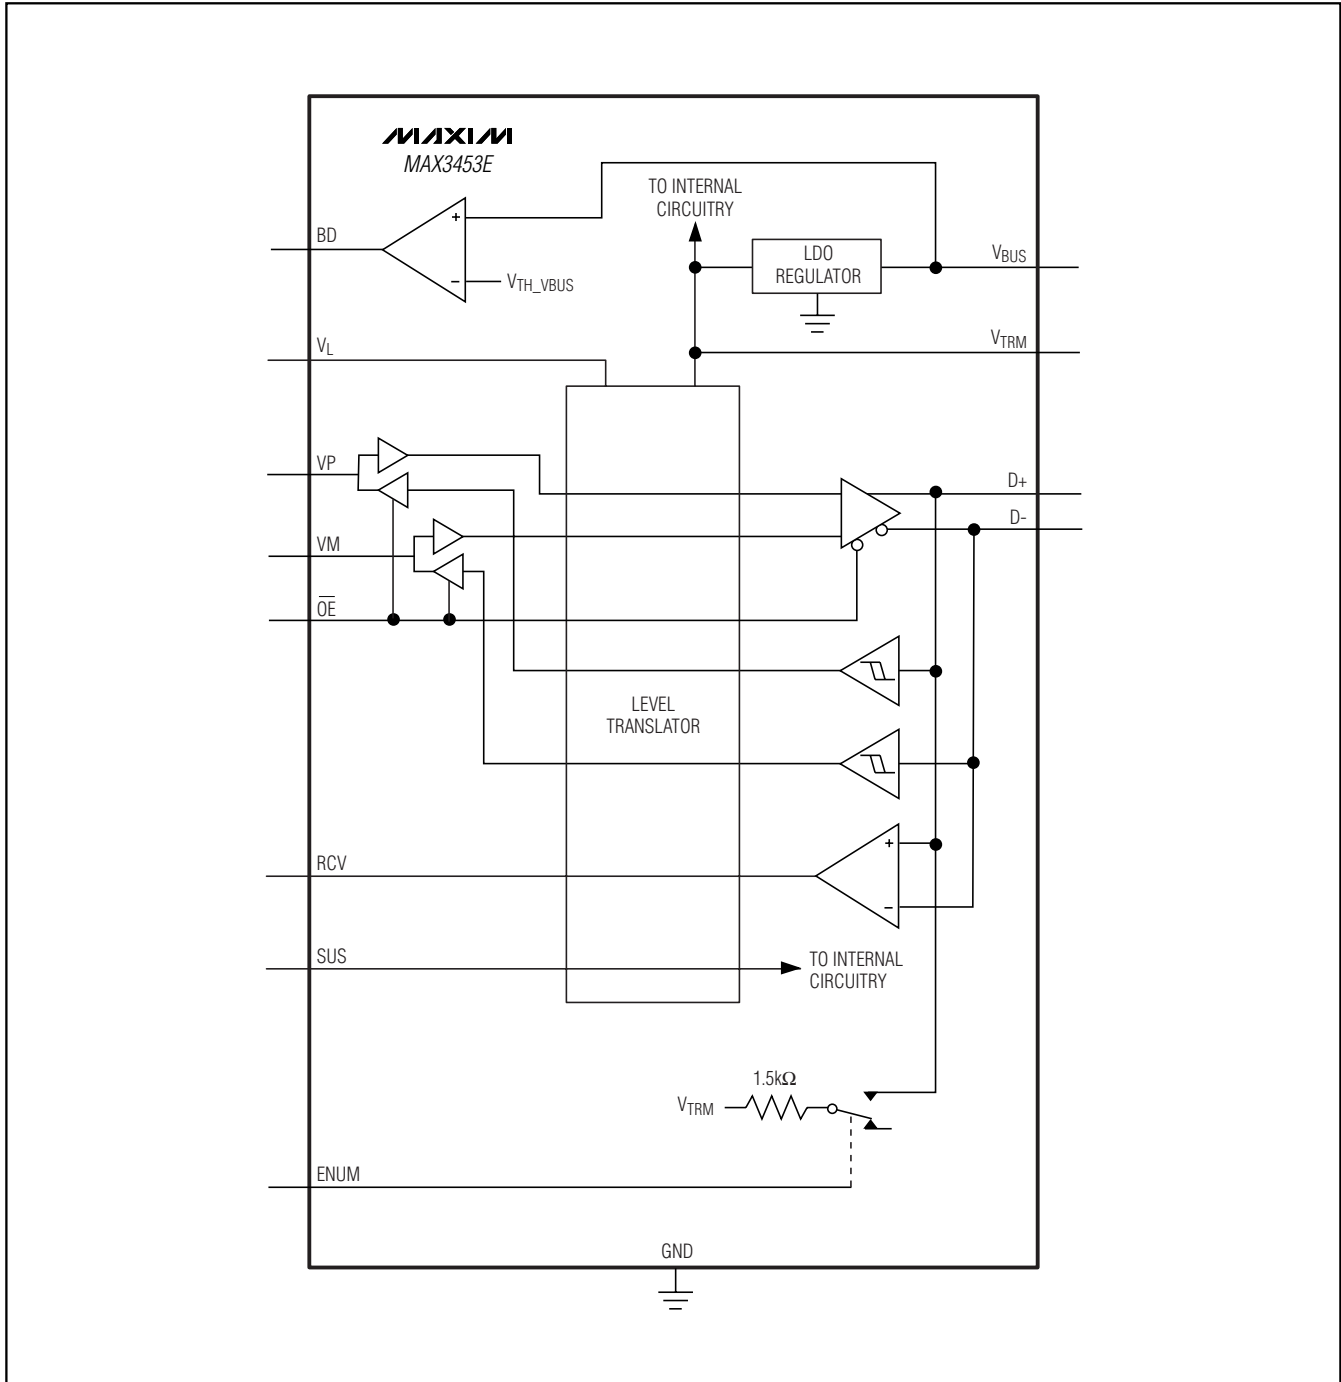 MAXIM
MAX3453E
TO INTERNAL
CIRCUITRY
BD
+
−
VTH_VBUS
LDO
REGULATOR
VBUS
VL
VTRM
VP
D+
D-
VM
OE
LEVEL
TRANSLATOR
RCV
+
−
SUS
TO INTERNAL
CIRCUITRY
1.5kΩ
VTRM
ENUM
GND